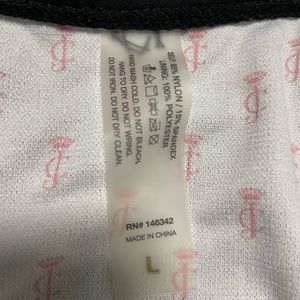 SELF: 85% NYLON / 15% SPANDEX
LINING: 100% POLYESTER
HAND WASH COLD. DO NOT BLEACH.
HANG TO DRY. DO NOT WRING.
DO NOT IRON. DO NOT DRY CLEAN.
RN# 146342
MADE IN CHINA
L